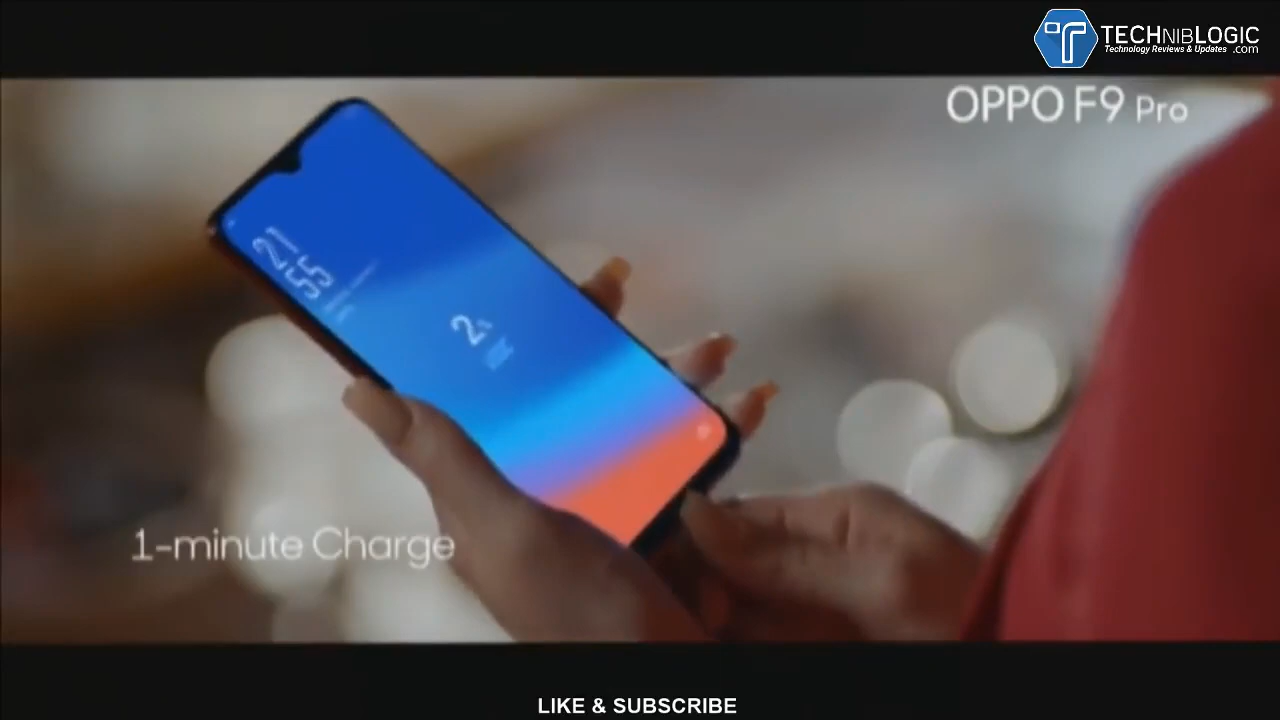 TECHNIBLOGIC
Technology Reviews & Updates .com
OPPO F9 Pro
21
55
2%
1-minute Charge
LIKE & SUBSCRIBE